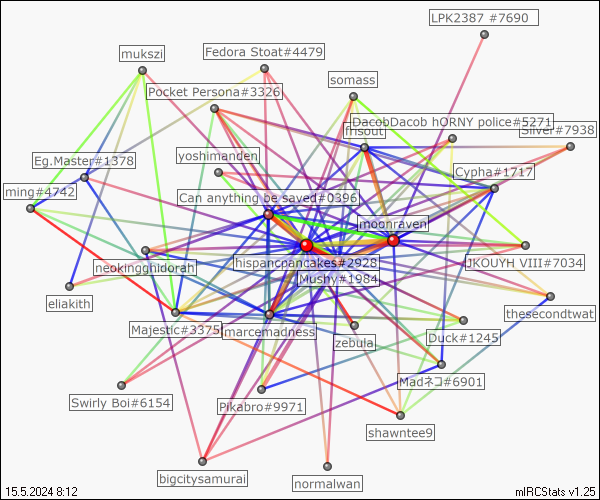 LPK2387 #7690
mukszi
Fedora Stoat#4479
somass
Pocket Persona#3326
DacobDacob hORNY police#5271
frisout
Silver#7938
yoshimanden
Eg.Master#1378
Cypha#1717
ming#4742
Can anything be saved#0396
moonraven
neokingghidorah
hispancpancakes#2928
JKOUYH VIII#7034
Mushy#1984
eliakith
thesecondtwat
Majestic#3375
marcemadness
zebula
Duck#1245
Madネコ#6901
Swirly Boi#6154
Pikabro#9971
shawntee9
bigcitysamurai
normalwan
15.5.2024 8:12
mIRCStats v1.25